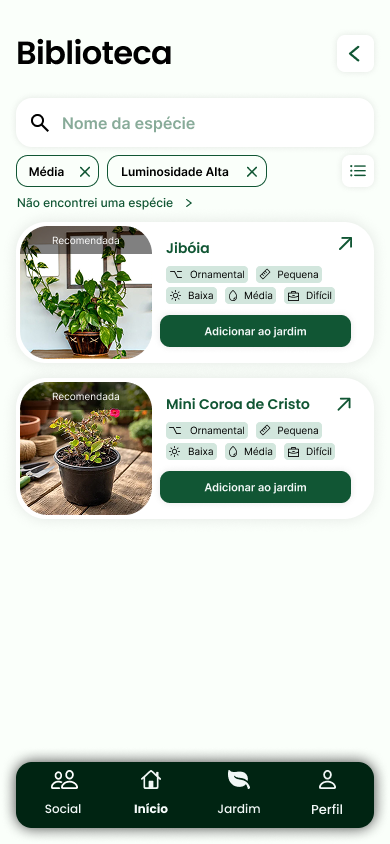 Biblioteca
Nome da espécie
Média
Luminosidade Alta
Não encontrei uma espécie
Recomendada
Jibóia
Ornamental
Pequena
Baixa
Média
Difícil
Adicionar ao jardim
Recomendada
Mini Coroa de Cristo
Ornamental
Pequena
Baixa
Média
Difícil
Adicionar ao jardim
Social
Início
Jardim
Perfil